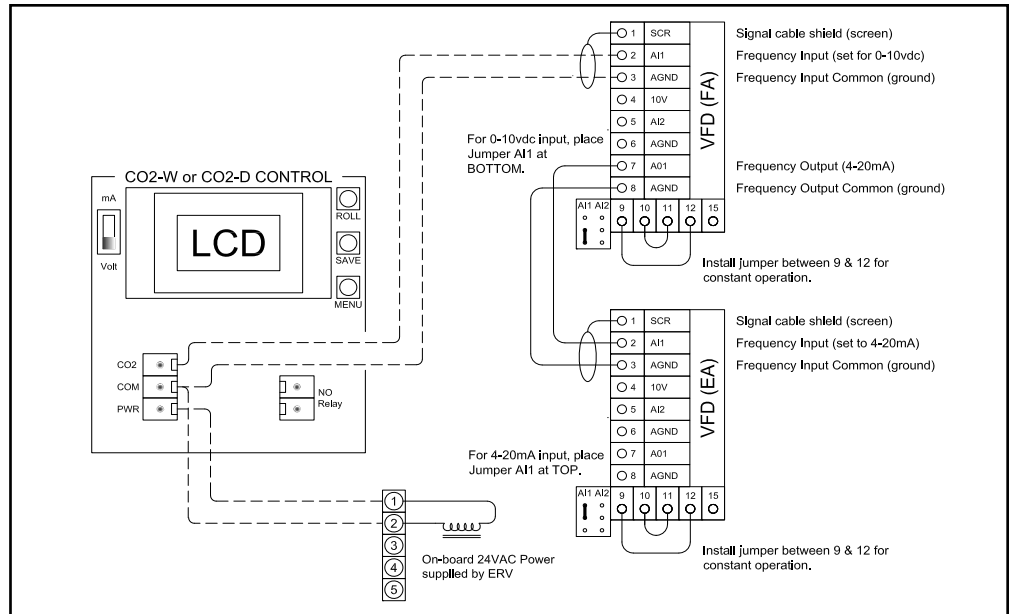 1 SCR Signal cable shield (screen)
2 AI1 Frequency Input (set for 0-10vdc)
3 AGND Frequency Input Common (ground)
4 10V
5 AI2
6 AGND
7 A01 Frequency Output (4-20mA)
8 AGND Frequency Output Common (ground)
VFD (FA)
For 0-10vdc input, place
Jumper AI1 at
BOTTOM.
AI1 AI2
9 10 11 12 15
Install jumper between 9 & 12 for
constant operation.
CO2-W or CO2-D CONTROL
mA
Volt
LCD
ROLL
SAVE
MENU
CO2
COM
PWR
NO
Relay
1 SCR Signal cable shield (screen)
2 AI1 Frequency Input (set to 4-20mA)
3 AGND Frequency Input Common (ground)
4 10V
5 AI2
6 AGND
7 A01
8 AGND
VFD (EA)
For 4-20mA input, place
Jumper AI1 at TOP.
AI1 AI2
9 10 11 12 15
Install jumper between 9 & 12 for
constant operation.
1
2
3
4
5
On-board 24VAC Power
supplied by ERV